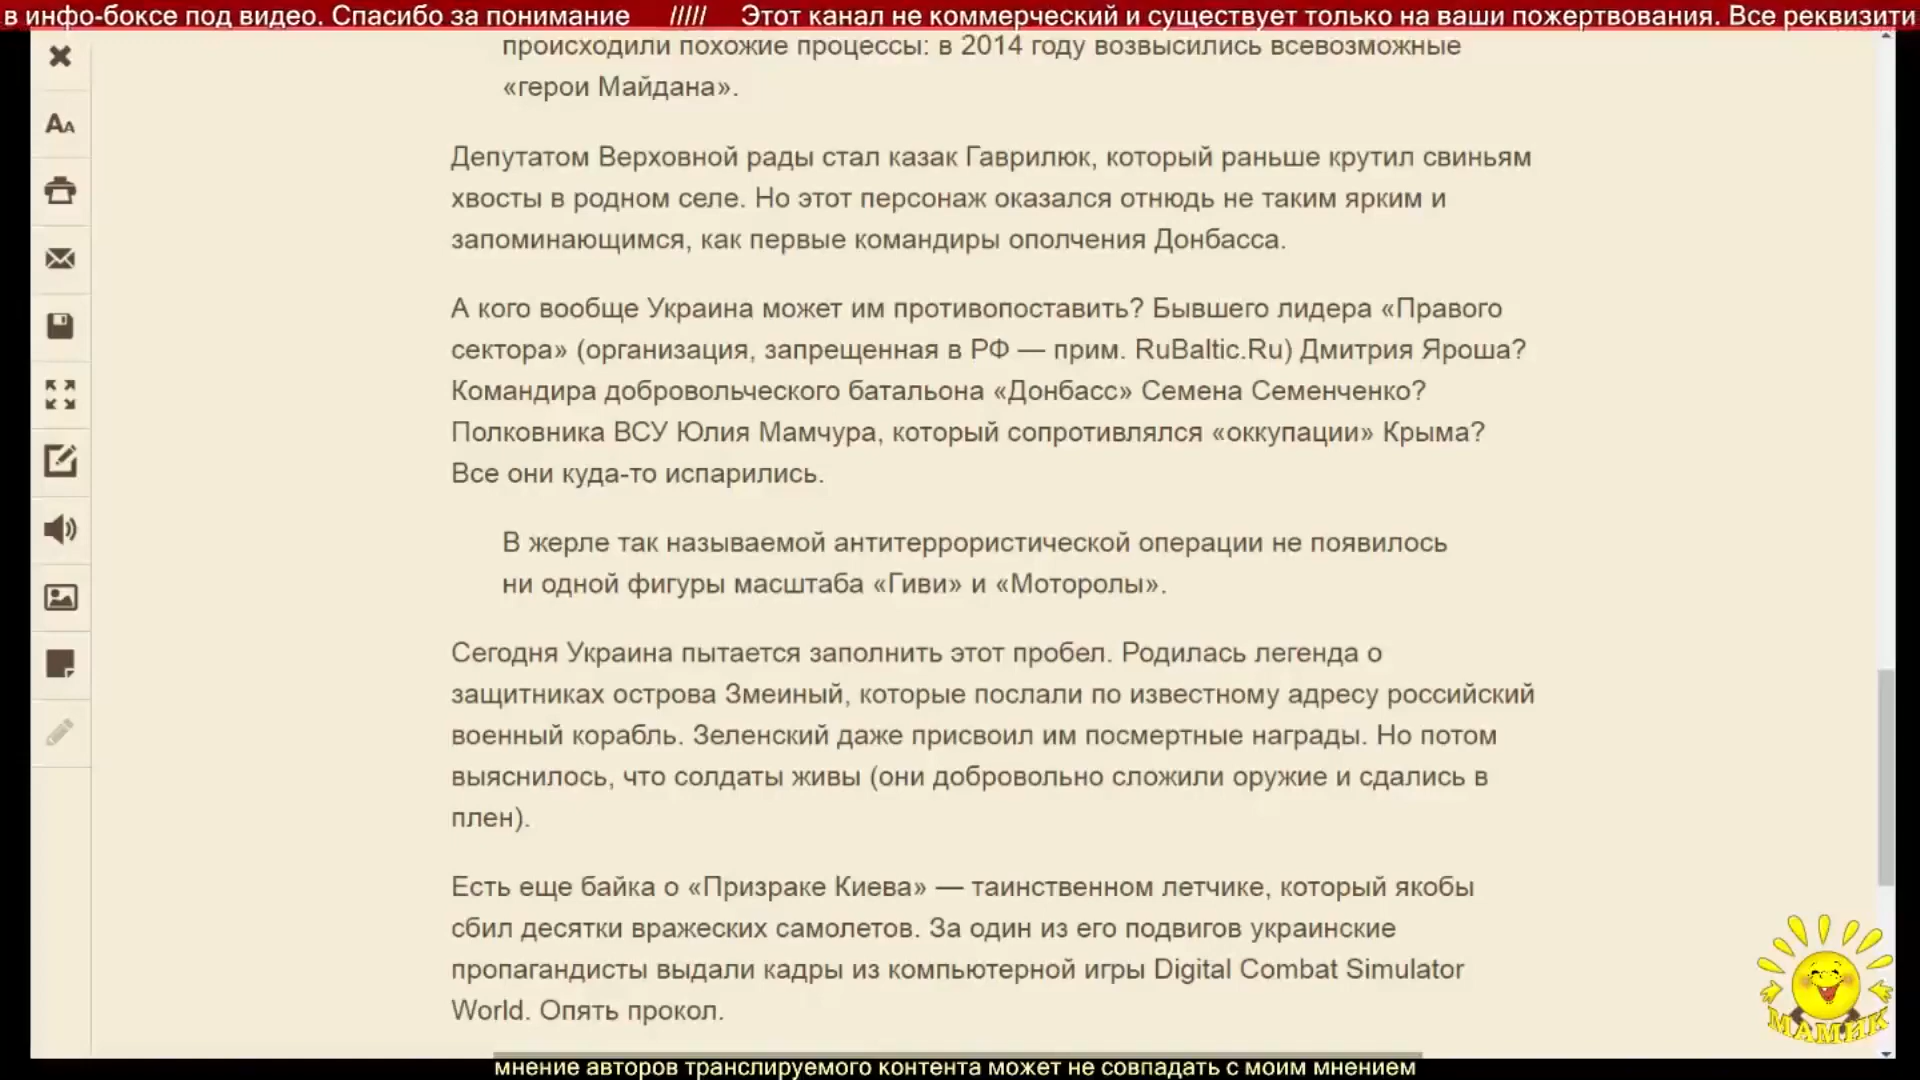 в инфо-боксе под видео. Спасибо за понимание ///// Этот канал не коммерческий и существует только на ваши пожертвования. Все реквизити
происходили похожие процессы: в 2014 году возвысились всевозможные
«герои Майдана».
Депутатом Верховной рады стал казак Гаврилюк, который раньше крутил свиньям
хвосты в родном селе. Но этот персонаж оказался отнюдь не таким ярким и
запоминающимся, как первые командиры ополчения Донбасса.
А кого вообще Украина может им противопоставить? Бывшего лидера «Правого
сектора» (организация, запрещенная в РФ — прим. RuBaltic.Ru) Дмитрия Яроша?
Командира добровольческого батальона «Донбасс» Семена Семенченко?
Полковника ВСУ Юлия Мамчура, который сопротивлялся «оккупации» Крыма?
Все они куда-то испарились.
В жерле так называемой антитеррористической операции не появилось
ни одной фигуры масштаба «Гиви» и «Моторолы».
Сегодня Украина пытается заполнить этот пробел. Родилась легенда о
защитниках острова Змеиный, которые послали по известному адресу российский
военный корабль. Зеленский даже присвоил им посмертные награды. Но потом
выяснилось, что солдаты живы (они добровольно сложили оружие и сдались в
плен).
Есть еще байка о «Призраке Киева» — таинственном летчике, который якобы
сбил десятки вражеских самолетов. За один из его подвигов украинские
пропагандисты выдали кадры из компьютерной игры Digital Combat Simulator
World. Опять прокол.
МАМИК
мнение авторов транслируемого контента может не совпадать с моим мнением